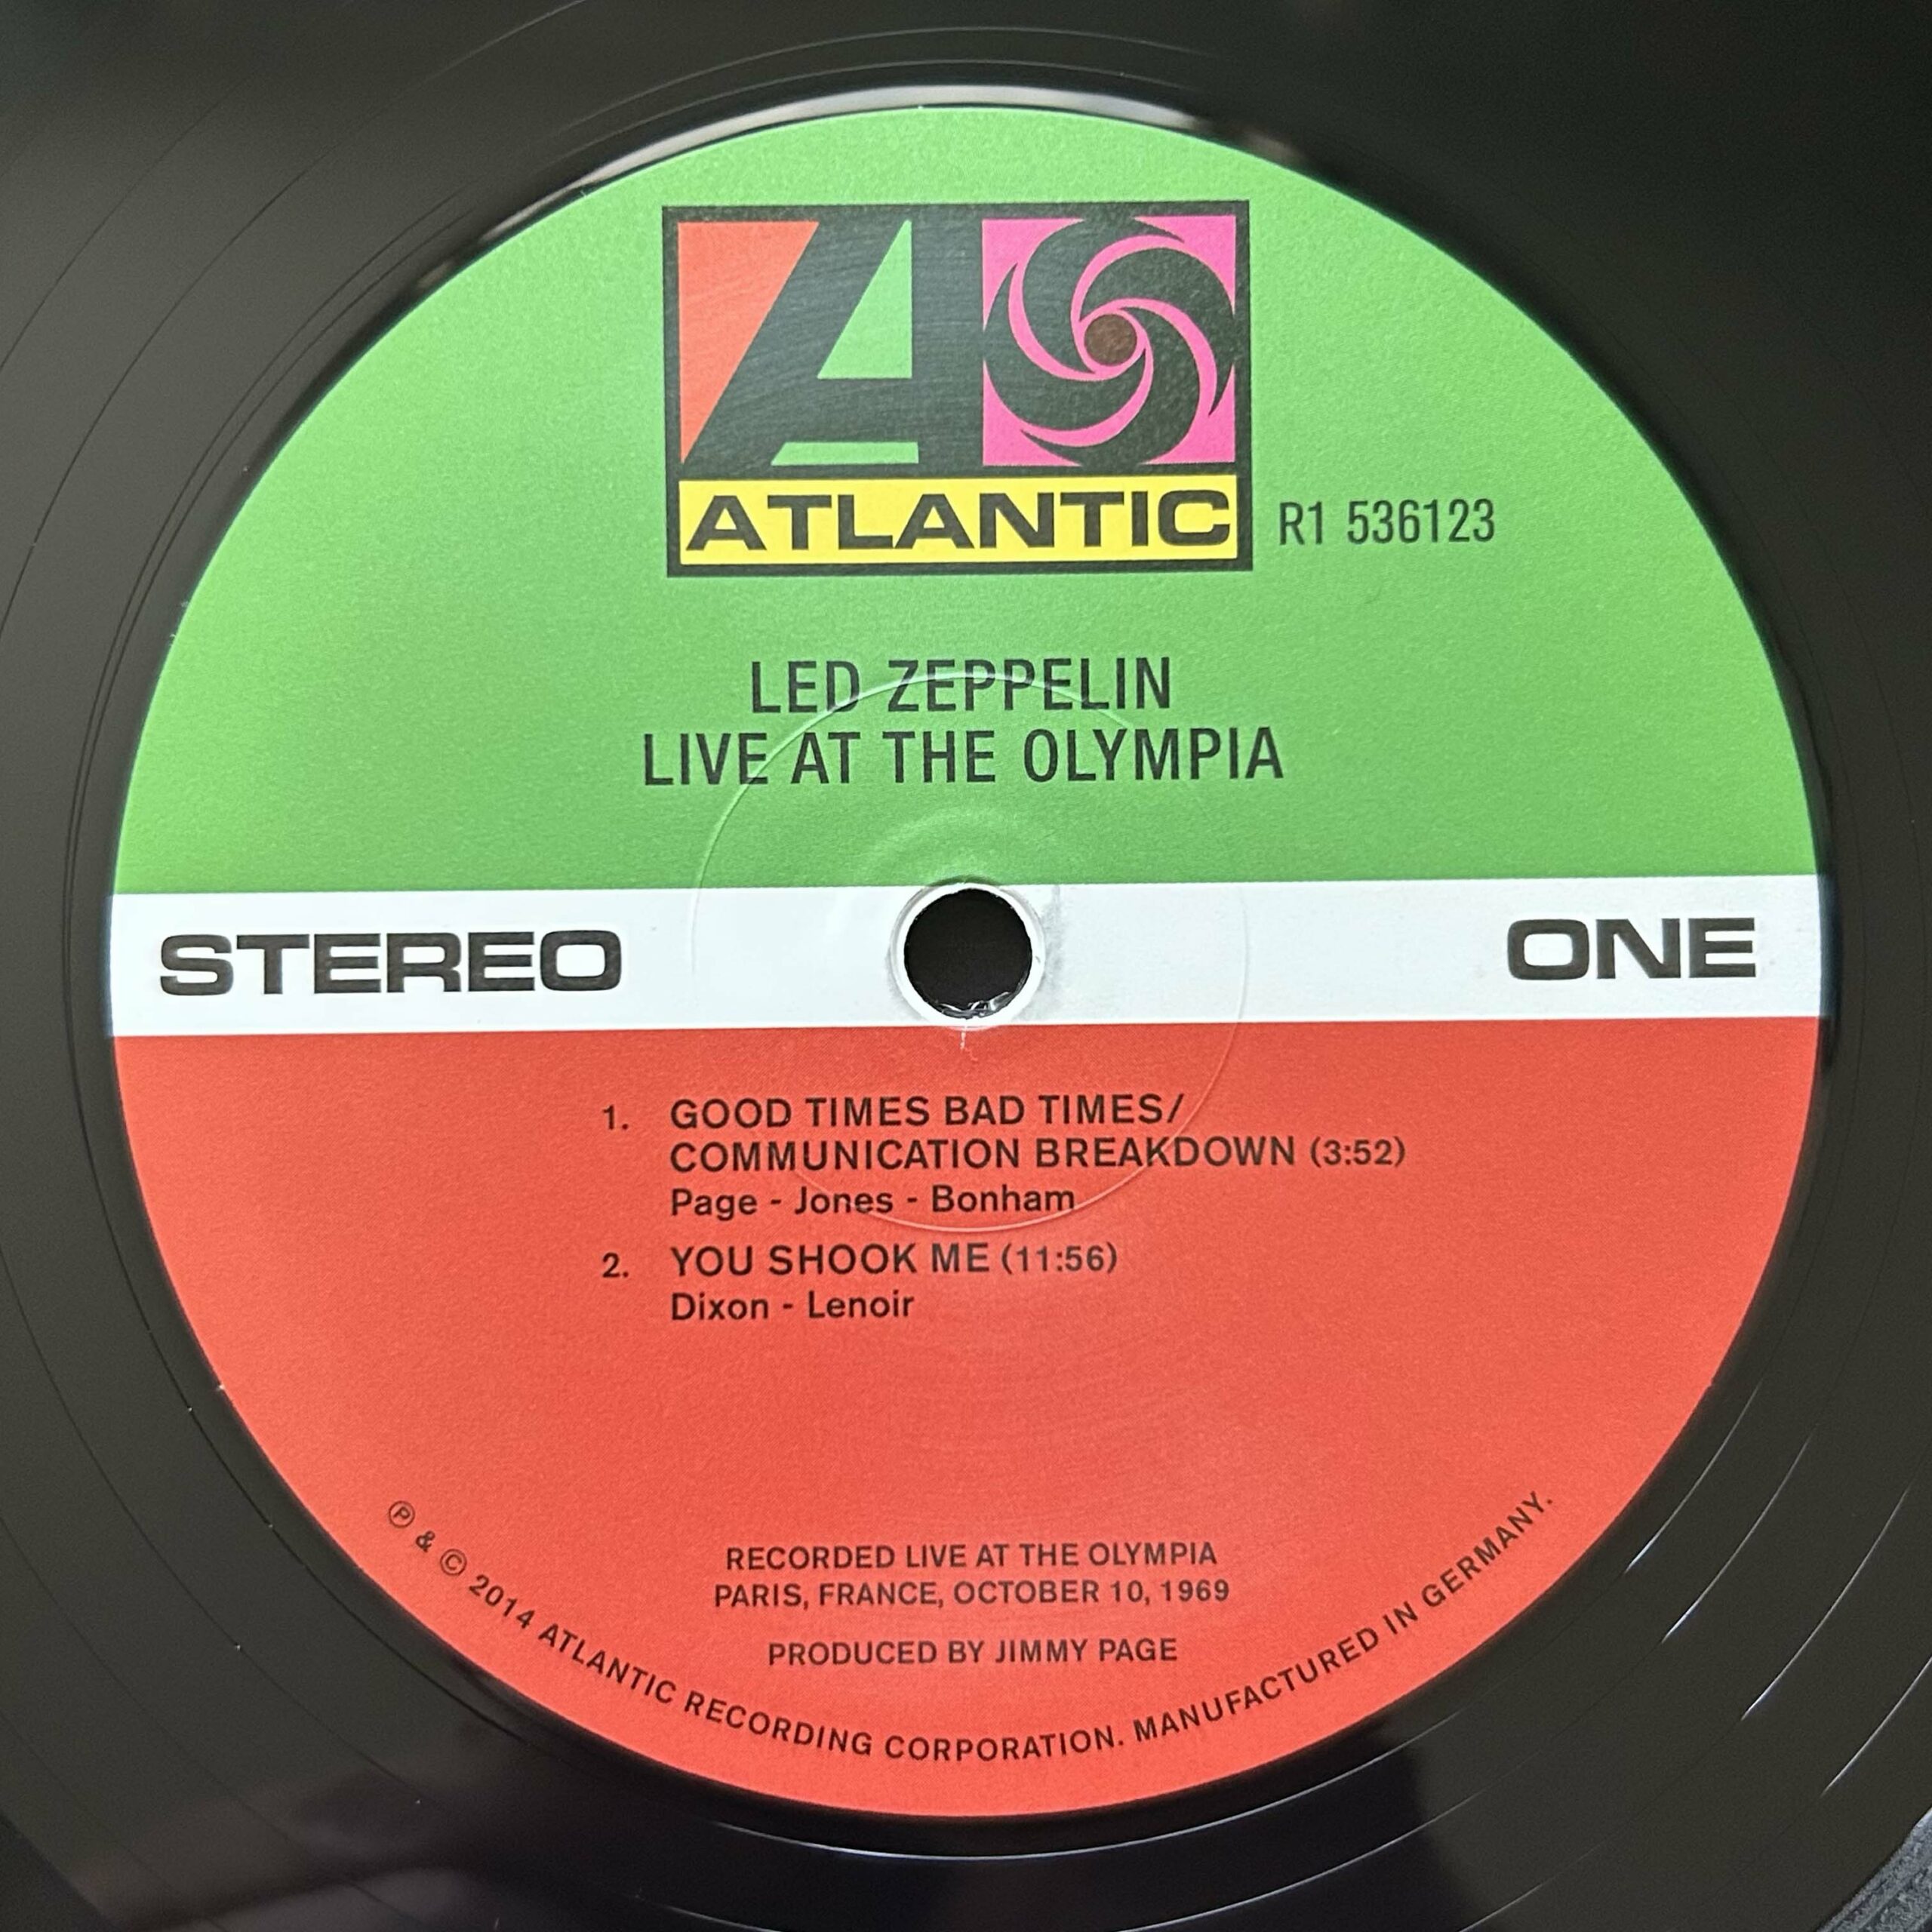 ATLANTIC
R1 536123
LED ZEPPELIN
LIVE AT THE OLYMPIA
STEREO
ONE
1. GOOD TIMES BAD TIMES/
COMMUNICATION BREAKDOWN (3:52)
Page - Jones - Bonham
2. YOU SHOOK ME (11:56)
Dixon - Lenoir
RECORDED LIVE AT THE OLYMPIA
PARIS, FRANCE, OCTOBER 10, 1969
PRODUCED BY JIMMY PAGE
℗ & © 2014 ATLANTIC RECORDING CORPORATION. MANUFACTURED IN GERMANY.